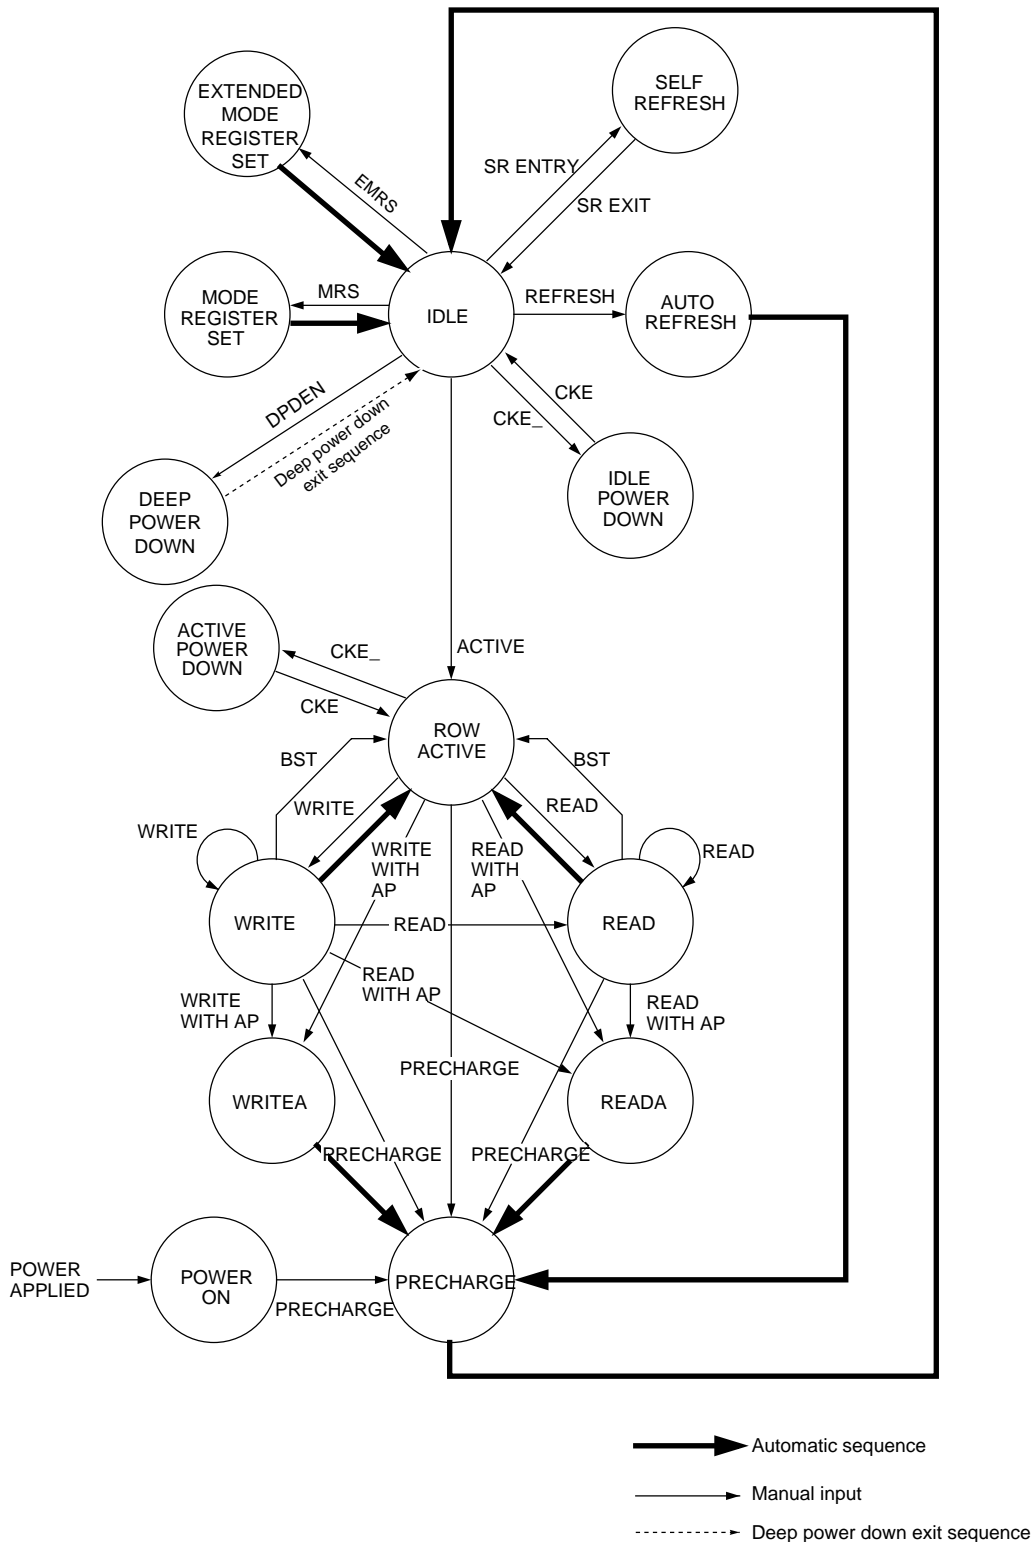 EXTENDED
MODE
REGISTER
SET
SELF
REFRESH
SR ENTRY
EMRS
SR EXIT
MODE
REGISTER
SET
MRS
IDLE
REFRESH
AUTO
REFRESH
DPDEN
Deep power down
exit sequence
CKE
CKE_
IDLE
POWER
DOWN
DEEP
POWER
DOWN
ACTIVE
POWER
DOWN
CKE_
CKE
ACTIVE
ROW
ACTIVE
BST
BST
WRITE
READ
WRITE
WRITE
WITH
AP
READ
WITH
AP
READ
WRITE
READ
READ
READ
WITH AP
WRITE
WITH AP
READ
WITH AP
PRECHARGE
WRITEA
READA
PRECHARGE
PRECHARGE
POWER
APPLIED
POWER
ON
PRECHARGE
PRECHARGE
Automatic sequence
Manual input
Deep power down exit sequence